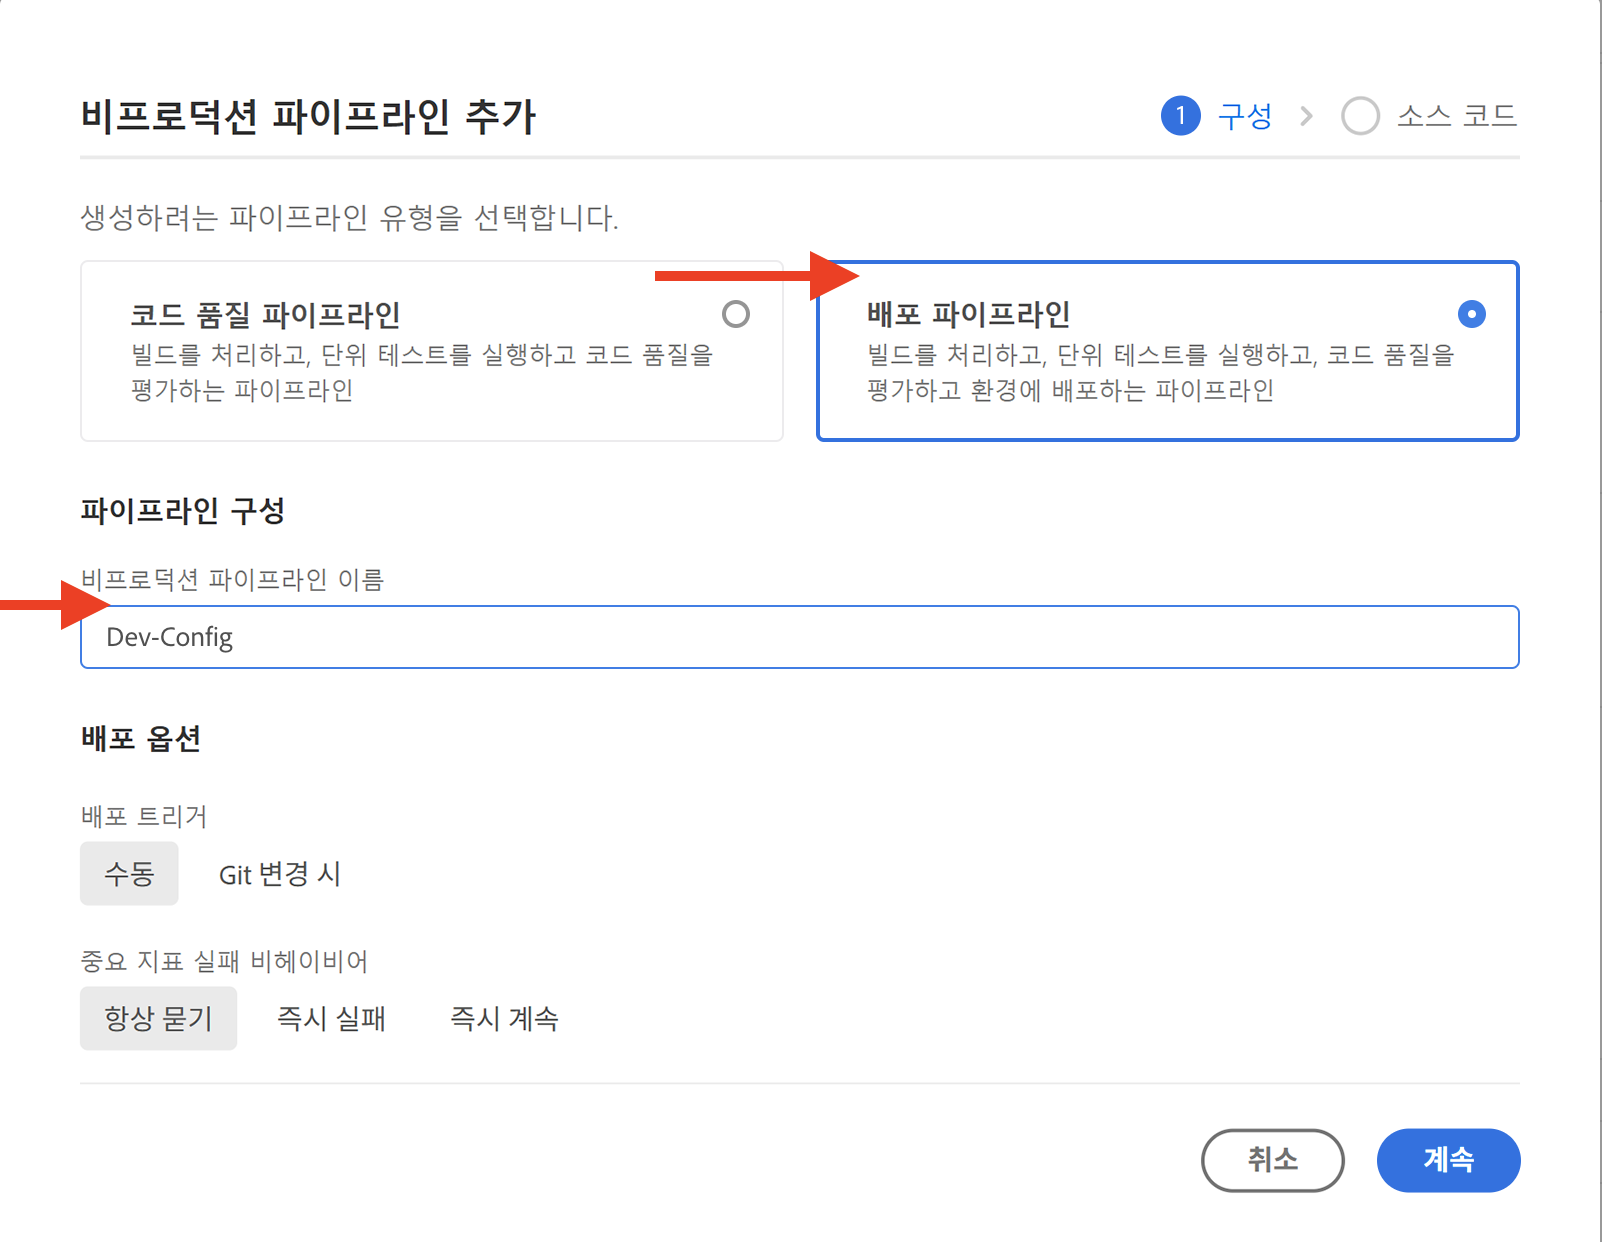 비프로덕션 파이프라인 추가
1 구성 > 소스 코드
생성하려는 파이프라인 유형을 선택합니다.
코드 품질 파이프라인
빌드를 처리하고, 단위 테스트를 실행하고 코드 품질을
평가하는 파이프라인
배포 파이프라인
빌드를 처리하고, 단위 테스트를 실행하고, 코드 품질을
평가하고 환경에 배포하는 파이프라인
파이프라인 구성
비프로덕션 파이프라인 이름
Dev-Config
배포 옵션
배포 트리거
수동 Git 변경 시
중요 지표 실패 비헤이비어
항상 묻기 즉시 실패 즉시 계속
취소 계속